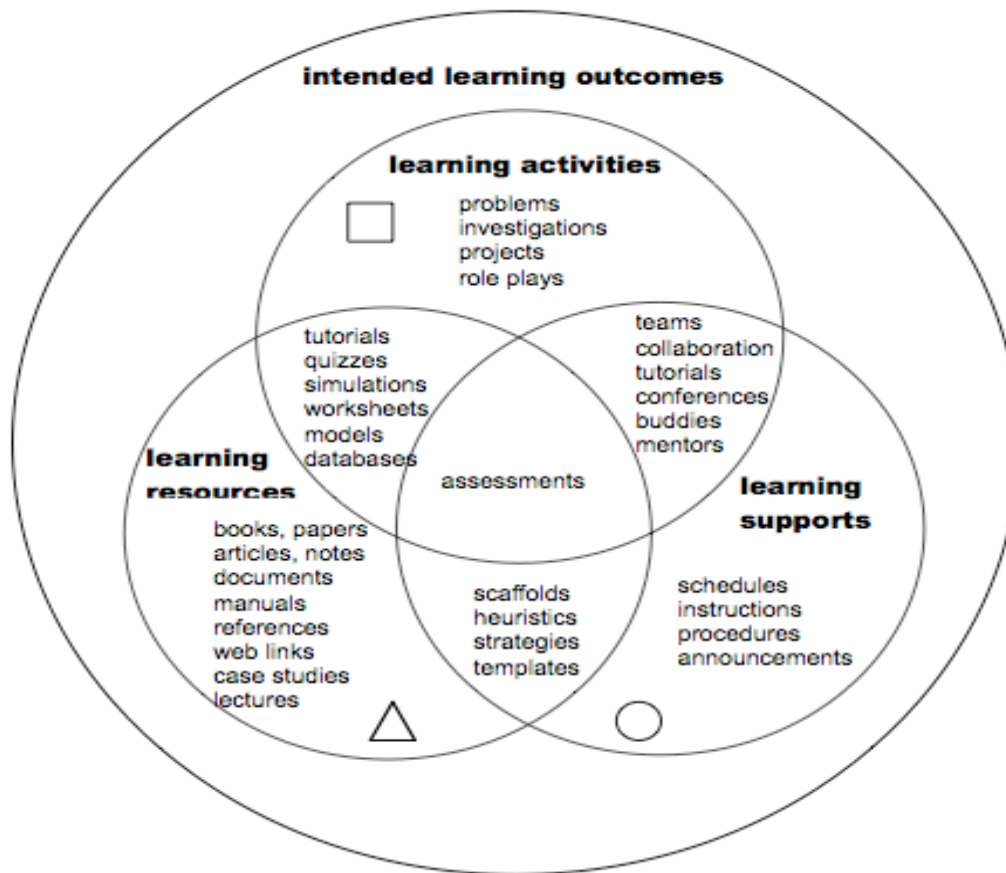 intended learning outcomes
learning activities
problems
investigations
projects
role plays
tutorials
quizzes
simulations
worksheets
models
databases
teams
collaboration
tutorials
conferences
buddies
mentors
learning
resources
assessments
learning
supports
books, papers
articles, notes
documents
manuals
references
web links
case studies
lectures
scaffolds
heuristics
strategies
templates
schedules
instructions
procedures
announcements